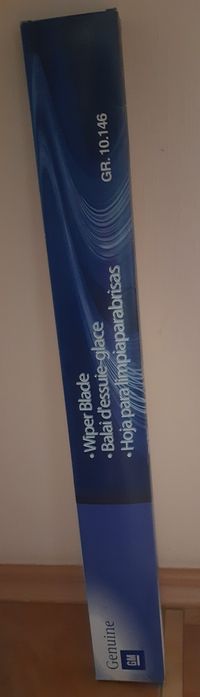 GR. 10.146
• Wiper Blade
• Balai d'essuie-glace
• Hoja para limpiaparabrisas
Genuine
GM